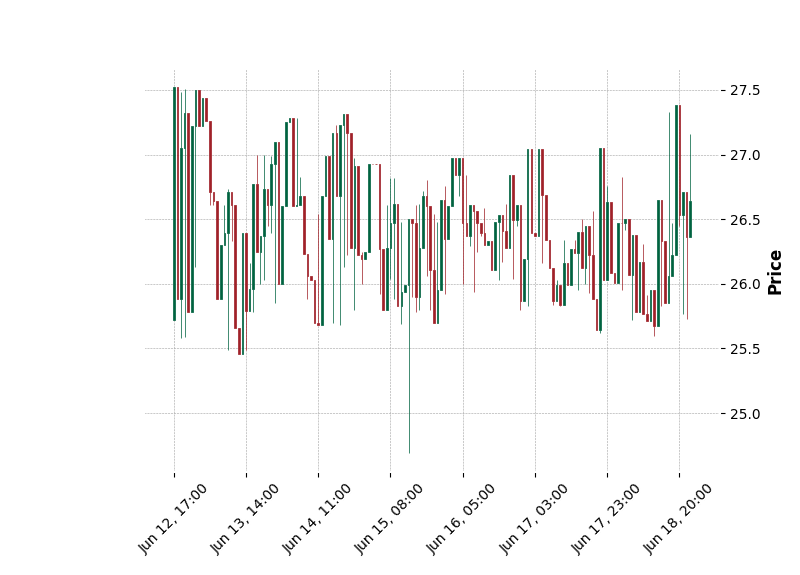 27.5
27.0
26.5
26.0
25.5
25.0
Price
Jun 12, 17:00
Jun 13, 14:00
Jun 14, 11:00
Jun 15, 08:00
Jun 16, 05:00
Jun 17, 03:00
Jun 17, 23:00
Jun 18, 20:00